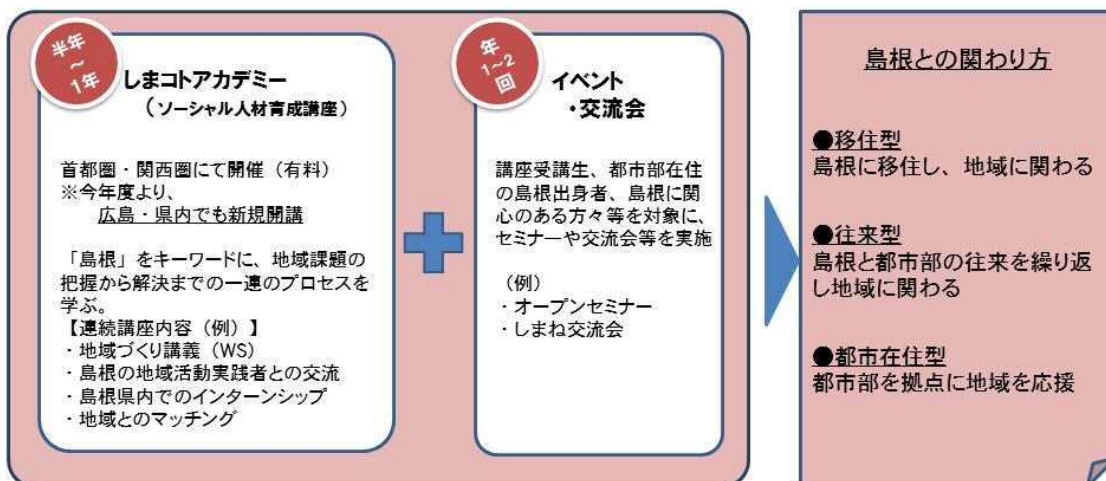 半年
～
1年
しまコトアカデミー
（ソーシャル人材育成講座）
首都圏・関西圏にて開催（有料）
※今年度より、
広島・県内でも新規開講
「島根」をキーワードに、地域課題の
把握から解決までの一連のプロセスを
学ぶ。
【連続講座内容（例）】
・地域づくり講義（WS）
・島根の地域活動実践者との交流
・島根県内でのインターンシップ
・地域とのマッチング
年
1～2
回
イベント
・交流会
講座受講生、都市部在住
の島根出身者、島根に関
心のある方々等を対象に、
セミナーや交流会等を実施
（例）
・オープンセミナー
・しまね交流会
島根との関わり方
●移住型
島根に移住し、地域に関わる
●往来型
島根と都市部の往来を繰り返
し地域に関わる
●都市在住型
都市部を拠点に地域を応援